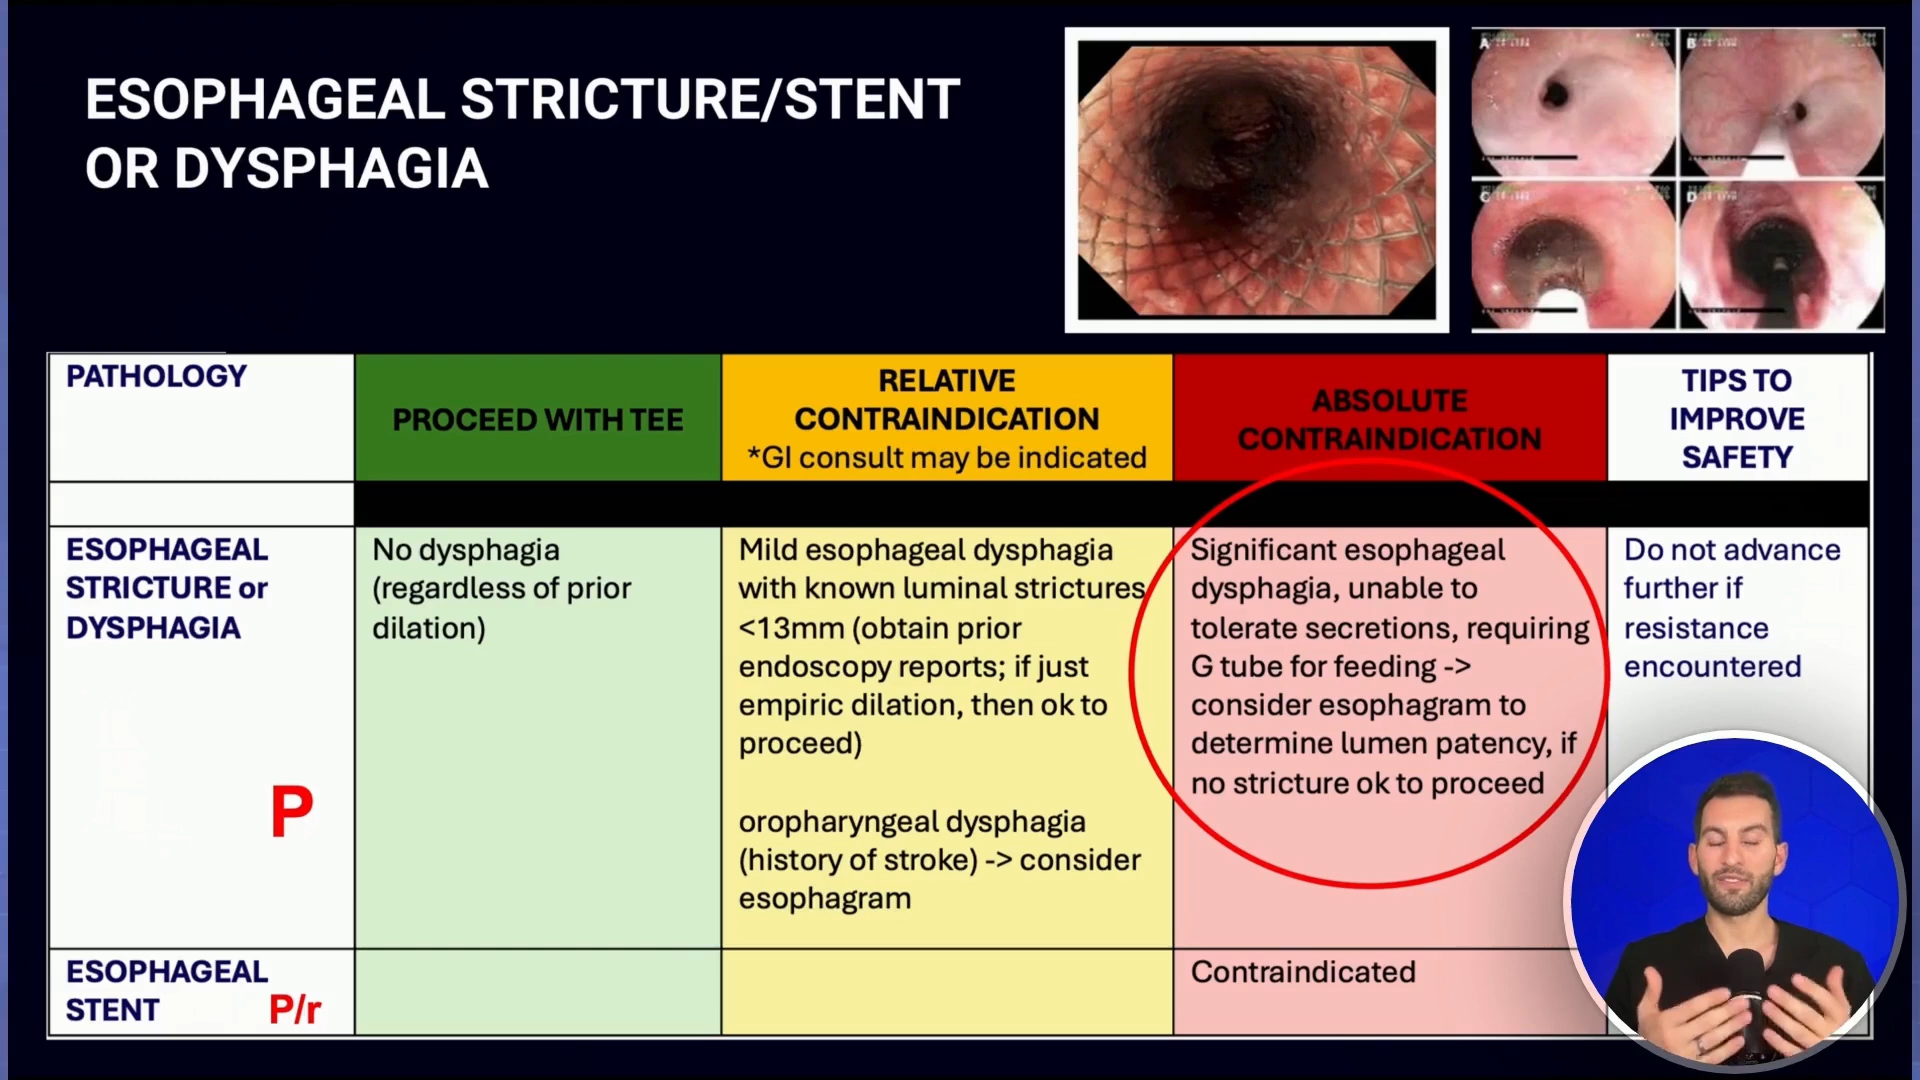 ESOPHAGEAL STRICTURE/STENT
OR DYSPHAGIA
A
B
C
D
PATHOLOGY
PROCEED WITH TEE
RELATIVE
CONTRAINDICATION
*GI consult may be indicated
ABSOLUTE
CONTRAINDICATION
TIPS TO
IMPROVE
SAFETY
ESOPHAGEAL
STRICTURE or
DYSPHAGIA
P
No dysphagia
(regardless of prior
dilation)
Mild esophageal dysphagia
with known luminal strictures
<13mm (obtain prior
endoscopy reports; if just
empiric dilation, then ok to
proceed)
oropharyngeal dysphagia
(history of stroke) -> consider
esophagram
Significant esophageal
dysphagia, unable to
tolerate secretions, requiring
G tube for feeding ->
consider esophagram to
determine lumen patency, if
no stricture ok to proceed
Do not advance
further if
resistance
encountered
ESOPHAGEAL
STENT P/r
Contraindicated